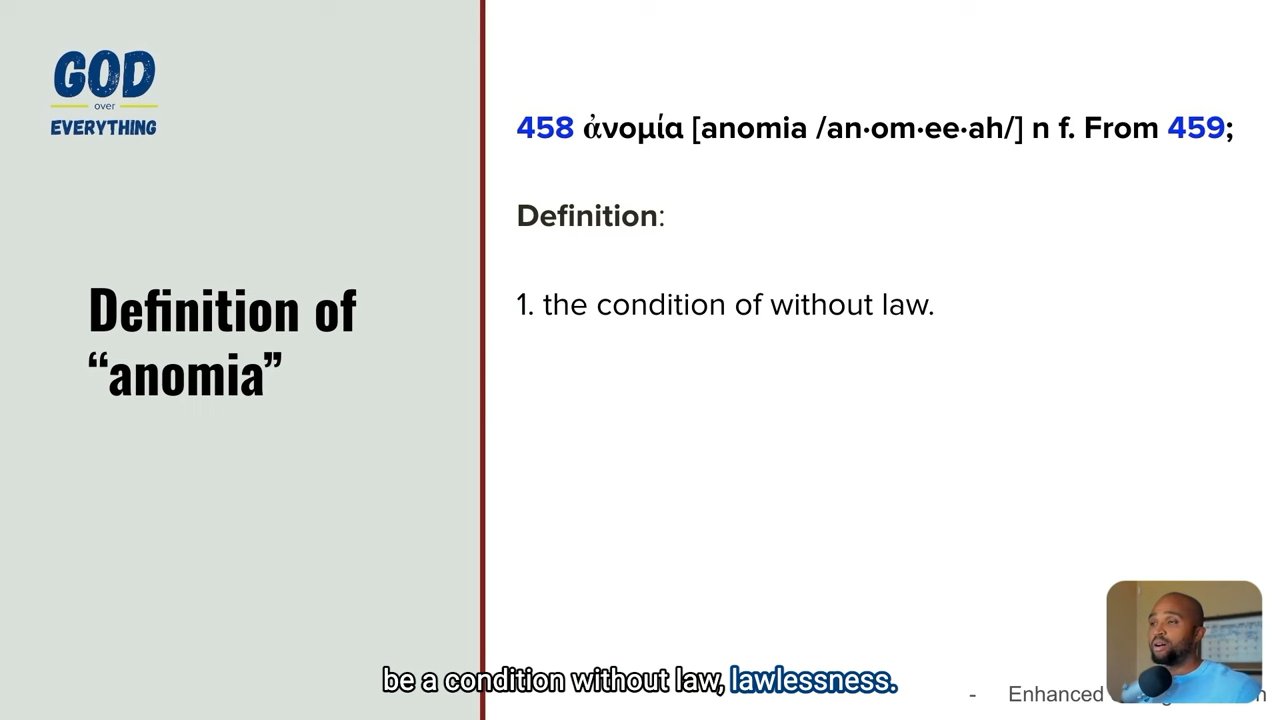 GOD
over
EVERYTHING
Definition of
“anomia”
458 ἀνομία [anomia /an·om·ee·ah/] n f. From 459;
Definition:
1. the condition of without law.
be a condition without law, lawlessness.
- Enhanced